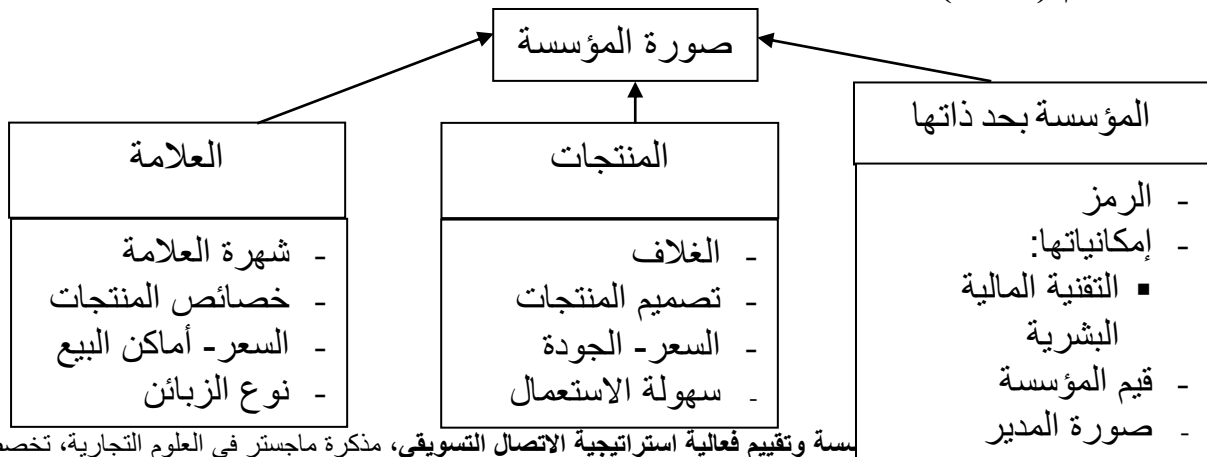 صورة المؤسسة
المؤسسة بحد ذاتها
- الرمز
- إمكانياتها:
▪ التقنية المالية
البشرية
- قيم المؤسسة
- صورة المدير
المنتجات
- الغلاف
- تصميم المنتجات
- السعر- الجودة
- سهولة الاستعمال
العلامة
- شهرة العلامة
- خصائص المنتجات
- السعر- أماكن البيع
- نوع الزبائن
وتقييم فعالية استراتيجية الاتصال التسويقي، مذكرة ماجستر في العلوم التجارية،